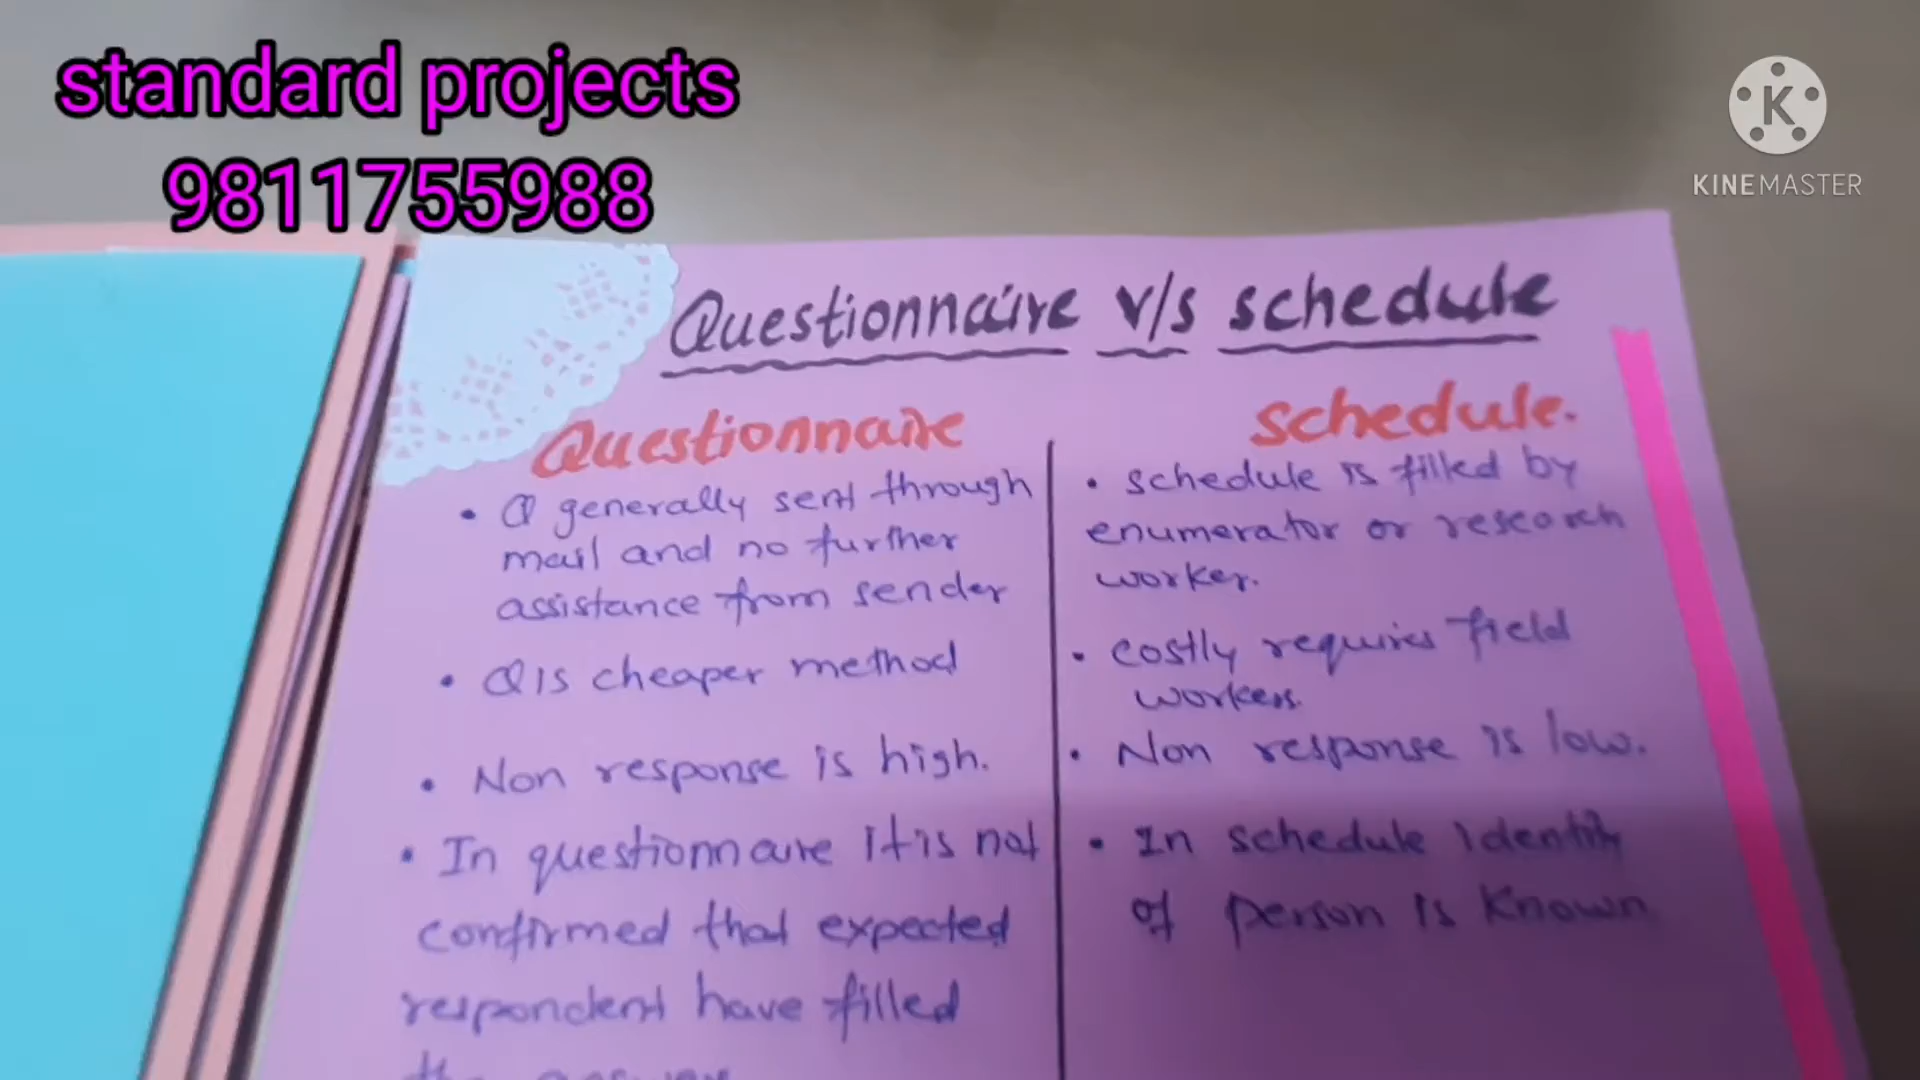 standard projects
9811755988
KINEMASTER
Questionnaire v/s schedule
Questionnaire
• Q generally sent through
mail and no further
assistance from sender
• Q is cheaper method
• Non response is high.
• In questionnaire it is not
confirmed that expected
respondent have filled
schedule.
• schedule is filled by
enumerator or research
worker.
• costly requires field
workers.
• Non response is low.
• In schedule identity
of person is known